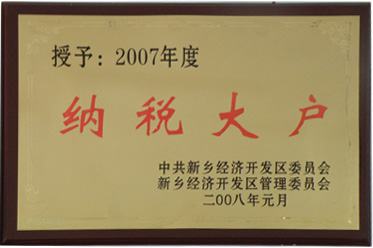 授予：2007年度
纳税大户
中共新乡经济开发区委员会
新乡经济开发区管理委员会
二00八年元月